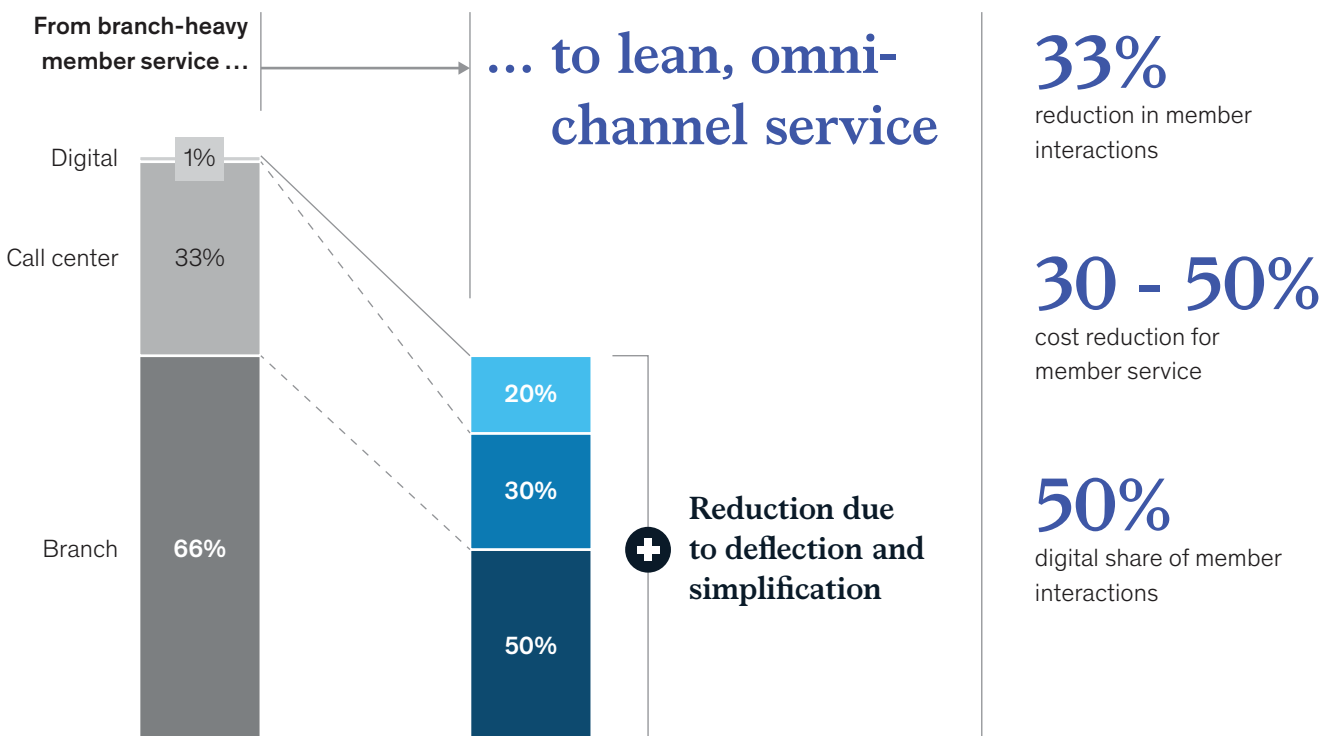 From branch-heavy
member service ...
... to lean, omni-
channel service
Digital
1%
Call center
33%
Branch
66%
20%
30%
50%
Reduction due
to deflection and
simplification
33%
reduction in member
interactions
30 - 50%
cost reduction for
member service
50%
digital share of member
interactions